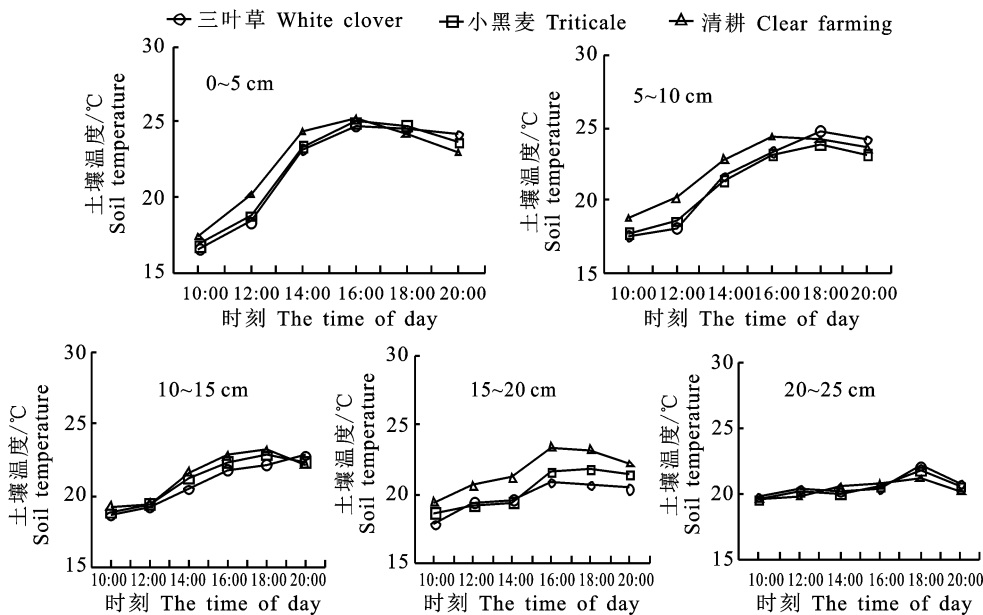 三叶草 White clover 小黑麦 Triticale 清耕 Clear farming
30
25
20
15
土壤温度/℃
Soil temperature
0~5 cm
10:00 12:00 14:00 16:00 18:00 20:00
时刻 The time of day
30
25
20
15
土壤温度/℃
Soil temperature
5~10 cm
10:00 12:00 14:00 16:00 18:00 20:00
时刻 The time of day
30
25
20
15
土壤温度/℃
Soil temperature
10~15 cm
10:00 12:00 14:00 16:00 18:00 20:00
时刻 The time of day
30
25
20
15
土壤温度/℃
Soil temperature
15~20 cm
10:00 12:00 14:00 16:00 18:00 20:00
时刻 The time of day
30
25
20
15
土壤温度/℃
Soil temperature
20~25 cm
10:00 12:00 14:00 16:00 18:00 20:00
时刻 The time of day